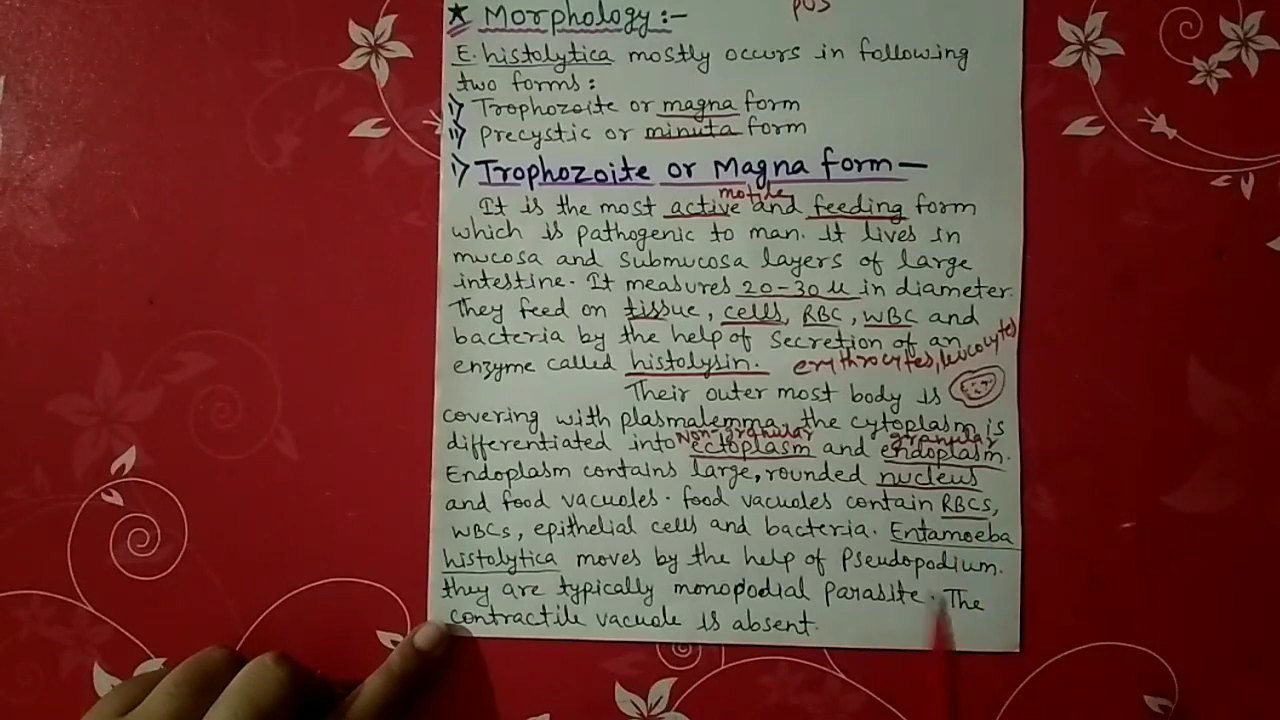 pus
★ Morphology :-
E. histolytica mostly occurs in following
two forms :
i) Trophozoite or magna form
ii) Precystic or minuta form
i) Trophozoite or Magna form —
motile
It is the most active and feeding form
which is pathogenic to man. It lives in
mucosa and submucosa layers of large
intestine. It measures 20-30 µ in diameter.
They feed on tissue, cells, RBC, WBC and
bacteria by the help of secretion of an
enzyme called histolysin. erythrocytes, leucocytes
Their outer most body is
covering with plasmalemma. the cytoplasm is
Non-granular granular
differentiated into ectoplasm and endoplasm.
Endoplasm contains large, rounded nucleus
and food vacuoles. food vacuoles contain RBCs,
WBCs, epithelial cells and bacteria. Entamoeba
histolytica moves by the help of Pseudopodium.
they are typically monopodial parasite. The
contractile vacuole is absent.